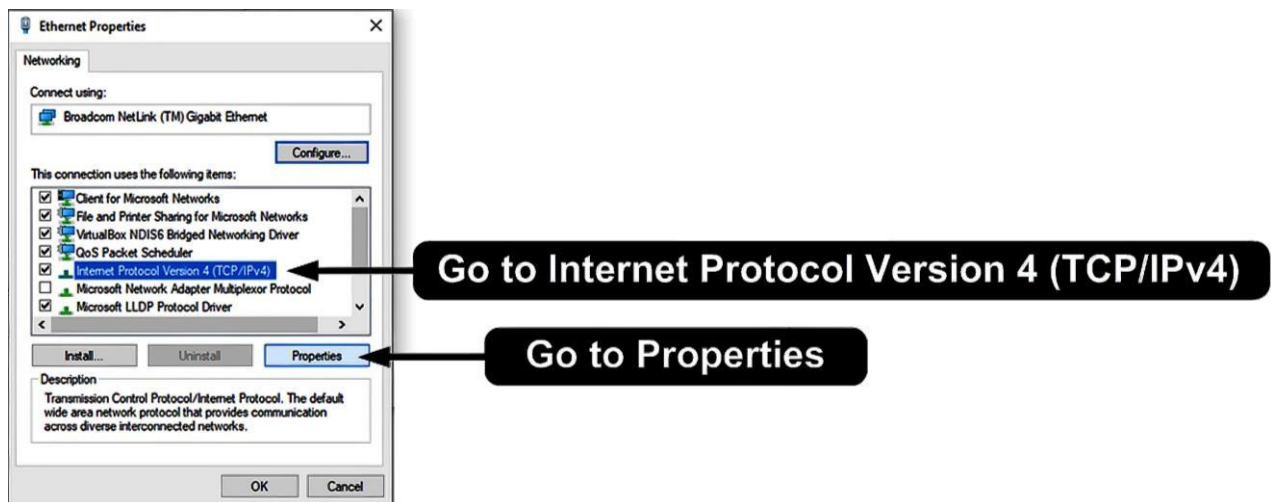 Ethernet Properties
Networking
Connect using:
Broadcom NetLink (TM) Gigabit Ethernet
Configure...
This connection uses the following items:
Client for Microsoft Networks
File and Printer Sharing for Microsoft Networks
VirtualBox NDIS6 Bridged Networking Driver
QoS Packet Scheduler
Internet Protocol Version 4 (TCP/IPv4)
Go to Internet Protocol Version 4 (TCP/IPv4)
Microsoft Network Adapter Multiplexor Protocol
Microsoft LLDP Protocol Driver
Install...
Uninstall
Properties
Go to Properties
Description
Transmission Control Protocol/Internet Protocol. The default
wide area network protocol that provides communication
across diverse interconnected networks.
OK
Cancel